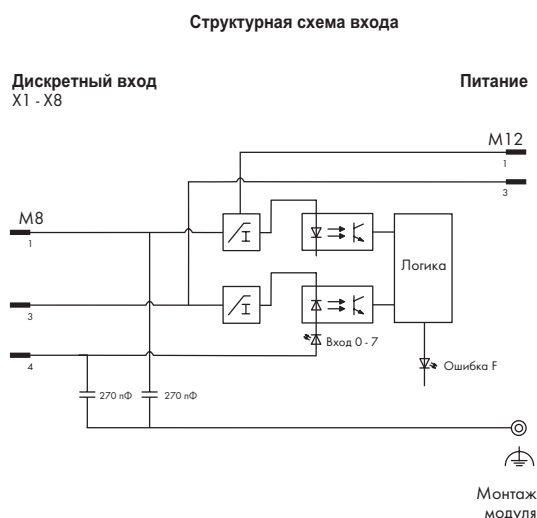 Структурная схема входа
Дискретный вход
X1 - X8
Питание
M12
1
3
M8
1
3
4
I
I
Логика
Вход 0 - 7
Ошибка F
270 пФ
270 пФ
Монтаж
модуля